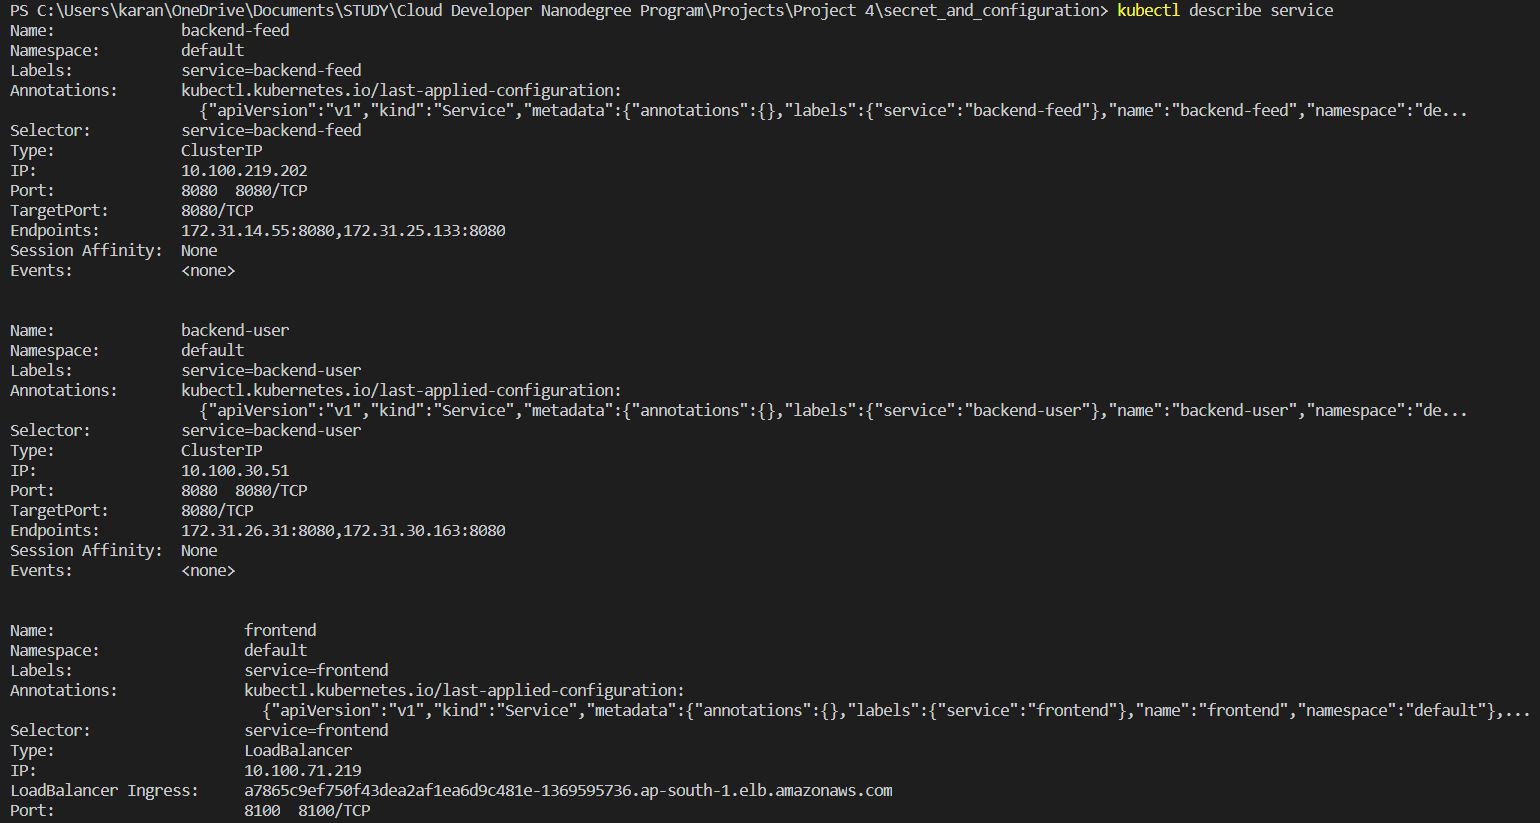 PS C:\Users\karan\OneDrive\Documents\STUDY\Cloud Developer Nanodegree Program\Projects\Project 4\secret_and_configuration> kubectl describe service
Name:              backend-feed
Namespace:         default
Labels:            service=backend-feed
Annotations:       kubectl.kubernetes.io/last-applied-configuration:
                     {"apiVersion":"v1","kind":"Service","metadata":{"annotations":{},"labels":{"service":"backend-feed"},"name":"backend-feed","namespace":"de...
Selector:          service=backend-feed
Type:              ClusterIP
IP:                10.100.219.202
Port:              8080  8080/TCP
TargetPort:        8080/TCP
Endpoints:         172.31.14.55:8080,172.31.25.133:8080
Session Affinity:  None
Events:            <none>
Name:              backend-user
Namespace:         default
Labels:            service=backend-user
Annotations:       kubectl.kubernetes.io/last-applied-configuration:
                     {"apiVersion":"v1","kind":"Service","metadata":{"annotations":{},"labels":{"service":"backend-user"},"name":"backend-user","namespace":"de...
Selector:          service=backend-user
Type:              ClusterIP
IP:                10.100.30.51
Port:              8080  8080/TCP
TargetPort:        8080/TCP
Endpoints:         172.31.26.31:8080,172.31.30.163:8080
Session Affinity:  None
Events:            <none>
Name:                     frontend
Namespace:                default
Labels:                   service=frontend
Annotations:              kubectl.kubernetes.io/last-applied-configuration:
                            {"apiVersion":"v1","kind":"Service","metadata":{"annotations":{},"labels":{"service":"frontend"},"name":"frontend","namespace":"default"},...
Selector:                 service=frontend
Type:                     LoadBalancer
IP:                       10.100.71.219
LoadBalancer Ingress:     a7865c9ef750f43dea2af1ea6d9c481e-1369595736.ap-south-1.elb.amazonaws.com
Port:                     8100  8100/TCP